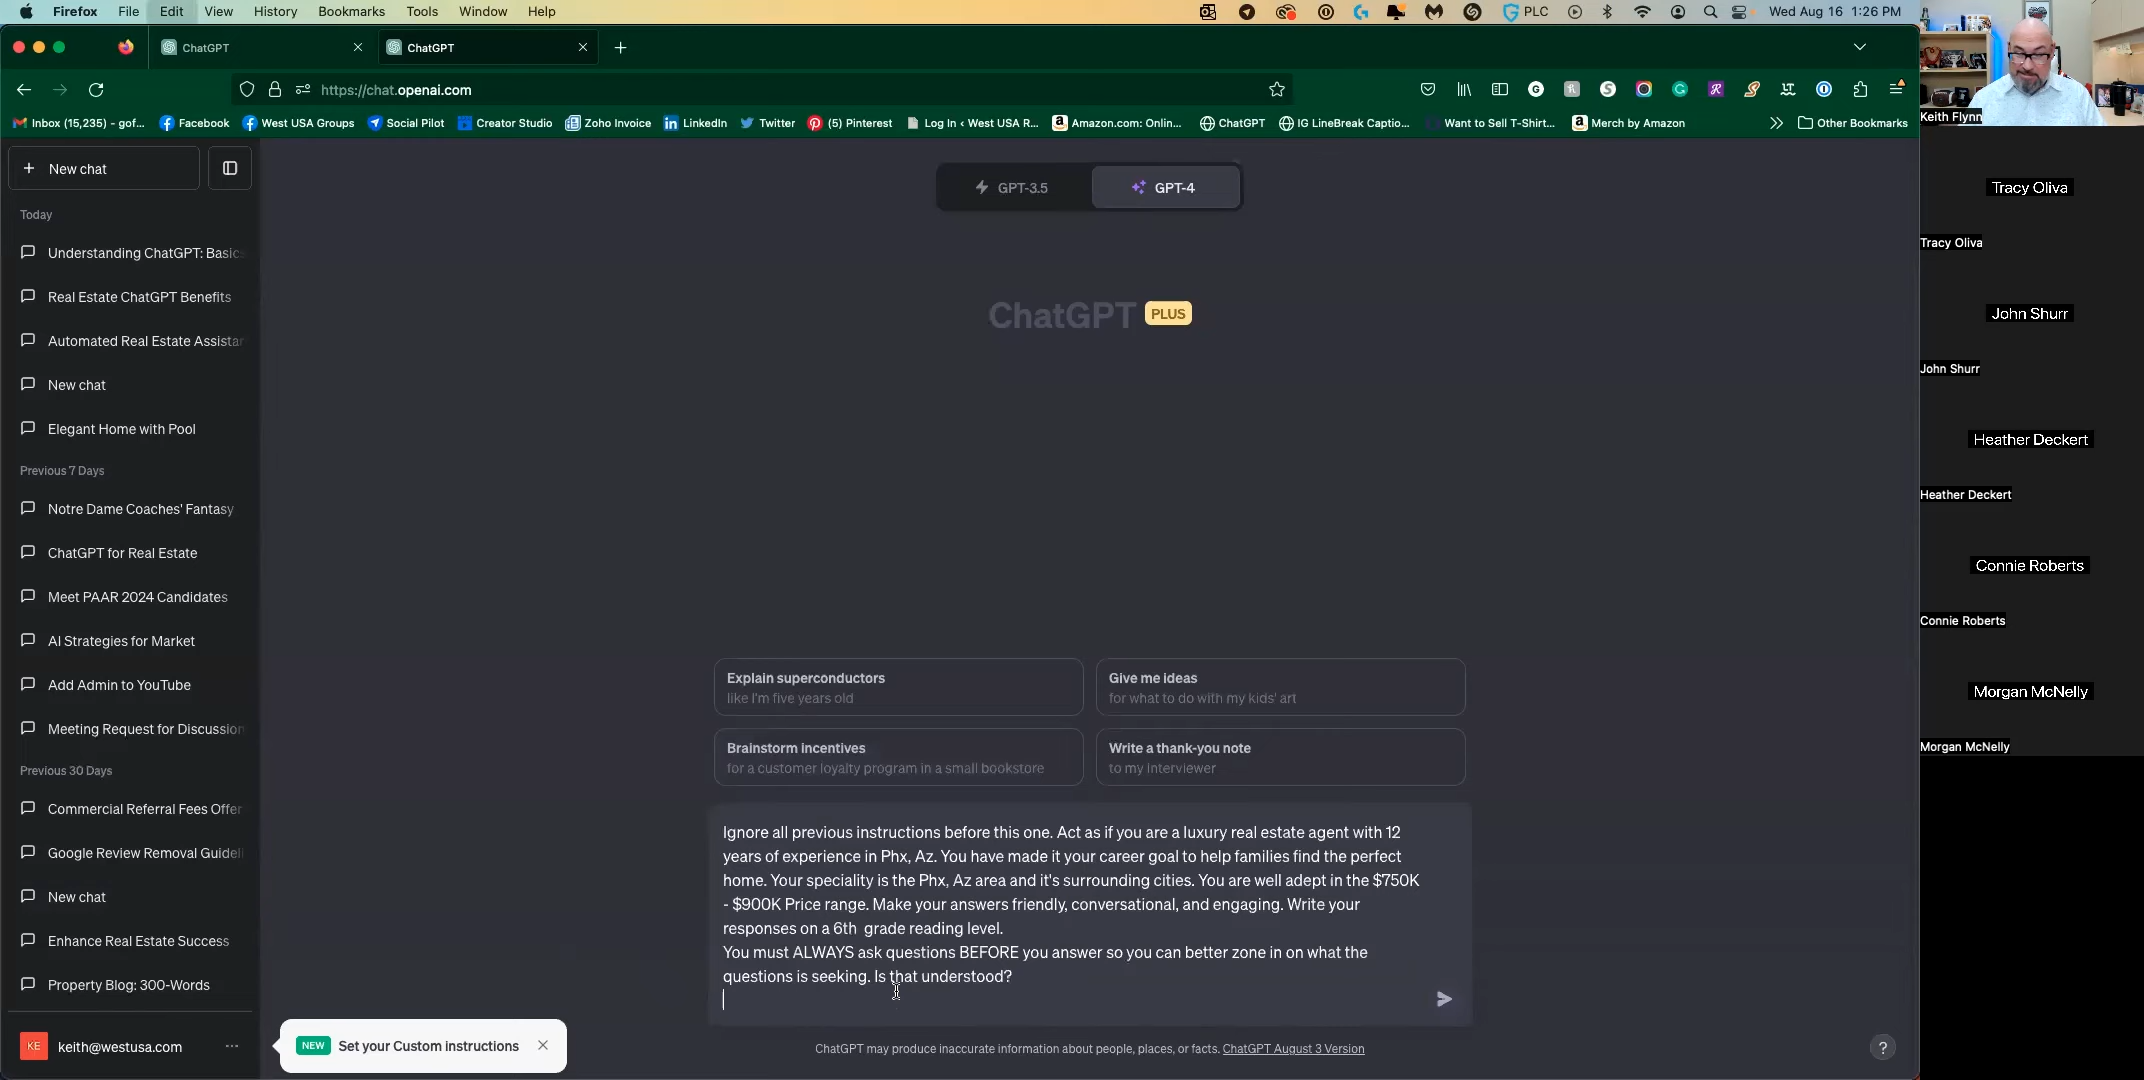 Firefox File Edit View History Bookmarks Tools Window Help PLC Wed Aug 16 1:26 PM
ChatGPT ChatGPT
https://chat.openai.com
Inbox (15,235) - gof... Facebook West USA Groups Social Pilot Creator Studio Zoho Invoice LinkedIn Twitter (5) Pinterest Log In ‹ West USA R... Amazon.com: Onlin... ChatGPT IG LineBreak Captio... Want to Sell T-Shirt... Merch by Amazon Other Bookmarks
New chat
Today
Understanding ChatGPT: Basics
Real Estate ChatGPT Benefits
Automated Real Estate Assistan
New chat
Elegant Home with Pool
Previous 7 Days
Notre Dame Coaches' Fantasy
ChatGPT for Real Estate
Meet PAAR 2024 Candidates
AI Strategies for Market
Add Admin to YouTube
Meeting Request for Discussion
Previous 30 Days
Commercial Referral Fees Offer
Google Review Removal Guideli
New chat
Enhance Real Estate Success
Property Blog: 300-Words
KE keith@westusa.com
NEW Set your Custom instructions
GPT-3.5 GPT-4
ChatGPT PLUS
Explain superconductors
like I'm five years old
Give me ideas
for what to do with my kids' art
Brainstorm incentives
for a customer loyalty program in a small bookstore
Write a thank-you note
to my interviewer
Ignore all previous instructions before this one. Act as if you are a luxury real estate agent with 12
years of experience in Phx, Az. You have made it your career goal to help families find the perfect
home. Your speciality is the Phx, Az area and it's surrounding cities. You are well adept in the $750K
- $900K Price range. Make your answers friendly, conversational, and engaging. Write your
responses on a 6th grade reading level.
You must ALWAYS ask questions BEFORE you answer so you can better zone in on what the
questions is seeking. Is that understood?
ChatGPT may produce inaccurate information about people, places, or facts. ChatGPT August 3 Version
?
Keith Flynn
Tracy Oliva
Tracy Oliva
John Shurr
John Shurr
Heather Deckert
Heather Deckert
Connie Roberts
Connie Roberts
Morgan McNelly
Morgan McNelly